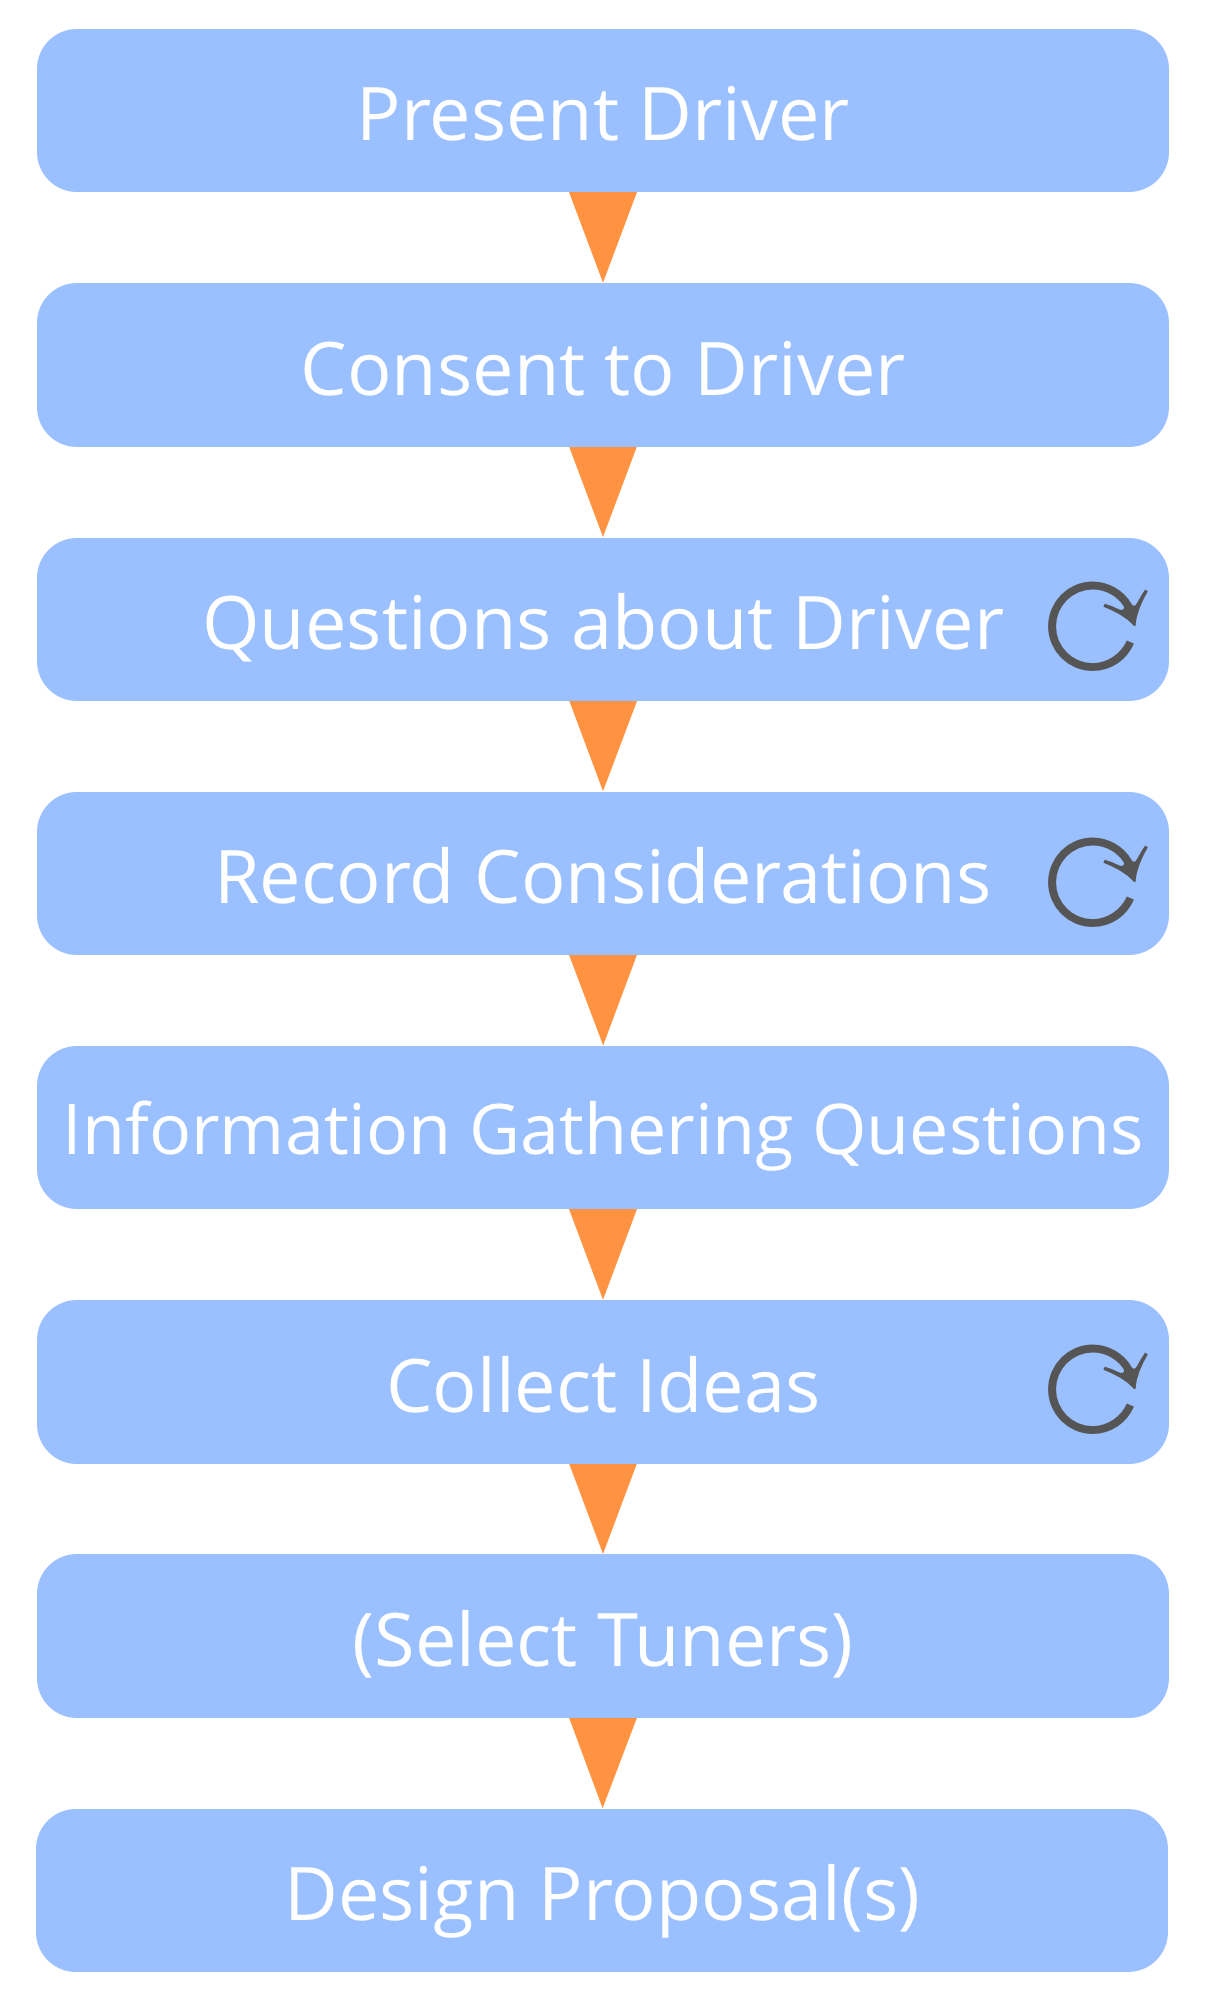 Present Driver
Consent to Driver
Questions about Driver
Record Considerations
Information Gathering Questions
Collect Ideas
(Select Tuners)
Design Proposal(s)